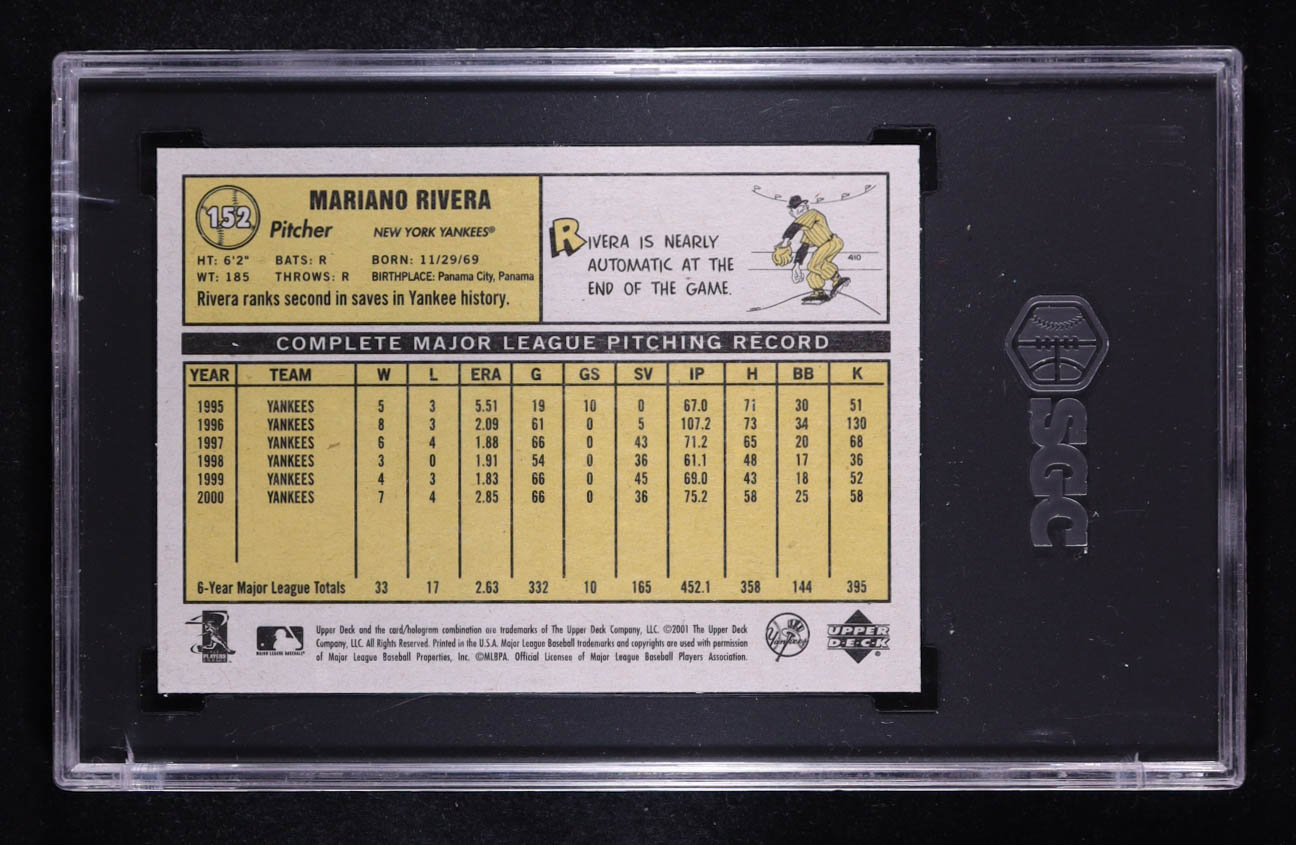 152
MARIANO RIVERA
Pitcher NEW YORK YANKEES®
HT: 6'2" BATS: R BORN: 11/29/69
WT: 185 THROWS: R BIRTHPLACE: Panama City, Panama
Rivera ranks second in saves in Yankee history.
RIVERA IS NEARLY
AUTOMATIC AT THE
END OF THE GAME.
410
COMPLETE MAJOR LEAGUE PITCHING RECORD
YEAR TEAM W L ERA G GS SV IP H BB K
1995 YANKEES 5 3 5.51 19 10 0 67.0 71 30 51
1996 YANKEES 8 3 2.09 61 0 5 107.2 73 34 130
1997 YANKEES 6 4 1.88 66 0 43 71.2 65 20 68
1998 YANKEES 3 0 1.91 54 0 36 61.1 48 17 36
1999 YANKEES 4 3 1.83 66 0 45 69.0 43 18 52
2000 YANKEES 7 4 2.85 66 0 36 75.2 58 25 58
6-Year Major League Totals 33 17 2.63 332 10 165 452.1 358 144 395
Upper Deck and the card/hologram combination are trademarks of The Upper Deck Company, LLC. ©2001 The Upper Deck
Company, LLC. All Rights Reserved. Printed in the U.S.A. Major League Baseball trademarks and copyrights are used with permission
of Major League Baseball Properties, Inc. ©MLBPA. Official Licensee of Major League Baseball Players Association.
PLAYERS
MAJOR LEAGUE BASEBALL®
Yankees
UPPER
DECK
®
SGC